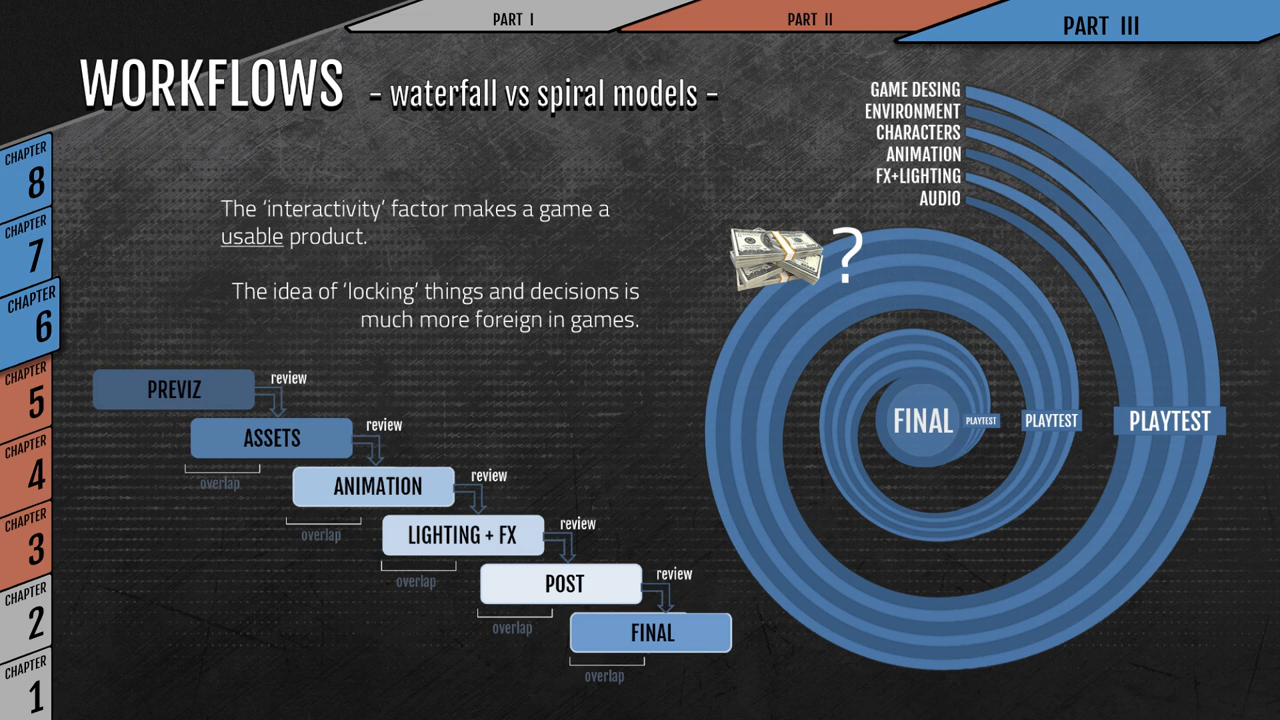 PART I
PART II
PART III
WORKFLOWS - waterfall vs spiral models -
GAME DESING
ENVIRONMENT
CHARACTERS
ANIMATION
FX+LIGHTING
AUDIO
CHAPTER
8
CHAPTER
7
CHAPTER
6
CHAPTER
5
CHAPTER
4
CHAPTER
3
CHAPTER
2
CHAPTER
1
The ‘interactivity’ factor makes a game a
usable product.
The idea of ‘locking’ things and decisions is
much more foreign in games.
?
PREVIZ
review
ASSETS
review
overlap
ANIMATION
review
overlap
LIGHTING + FX
review
overlap
POST
review
overlap
FINAL
overlap
FINAL
PLAYTEST
PLAYTEST
PLAYTEST